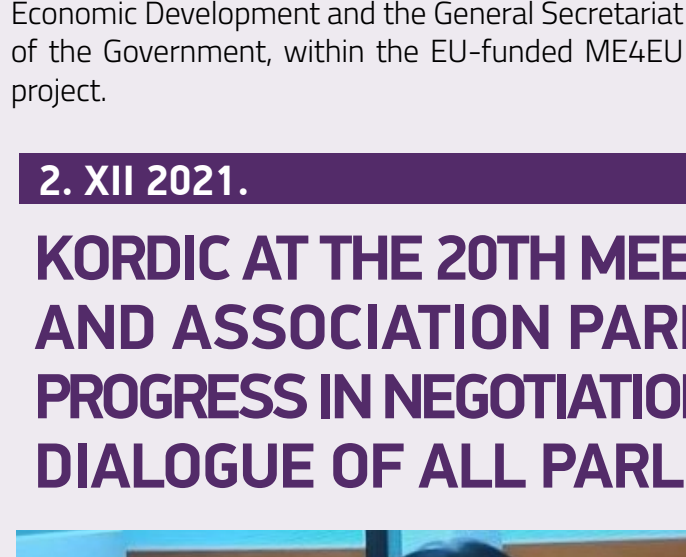 Economic Development and the General Secretariat
of the Government, within the EU-funded ME4EU
project.
2. XII 2021.
KORDIC AT THE 20TH MEE
AND ASSOCIATION PARL
PROGRESS IN NEGOTIATION
DIALOGUE OF ALL PARL